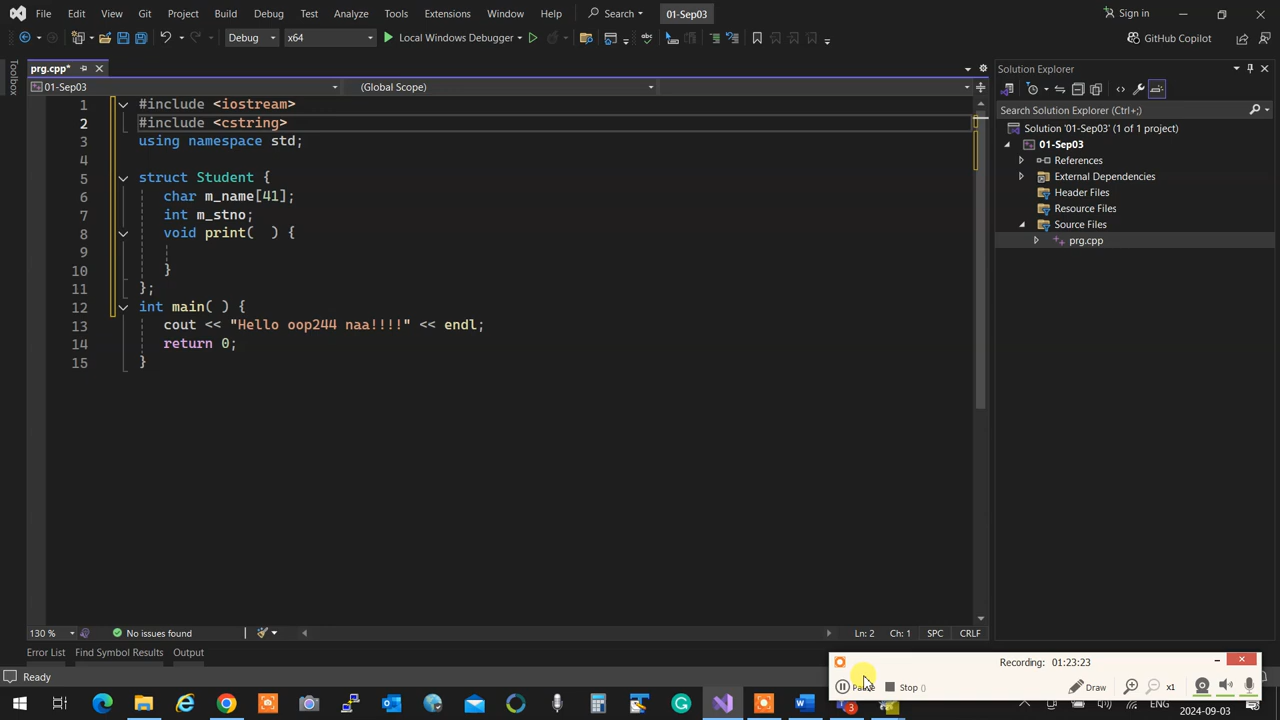 File Edit View Git Project Build Debug Test Analyze Tools Extensions Window Help Search 01-Sep03 Sign in
Debug x64 Local Windows Debugger GitHub Copilot
Toolbox
prg.cpp*
01-Sep03 (Global Scope)
1 #include <iostream>
2 #include <cstring>
3 using namespace std;
4
5 struct Student {
6 char m_name[41];
7 int m_stno;
8 void print(  ) {
9
10 }
11 };
12 int main( ) {
13 cout << "Hello oop244 naa!!!!" << endl;
14 return 0;
15 }
Solution Explorer
Search Solution Explorer (Ctrl+;)
Solution '01-Sep03' (1 of 1 project)
01-Sep03
References
External Dependencies
Header Files
Resource Files
Source Files
prg.cpp
130 % No issues found Ln: 2 Ch: 1 SPC CRLF
Error List Find Symbol Results Output
Ready
Recording: 01:23:23
Pause Stop () Draw x1
3 ENG 2024-09-03